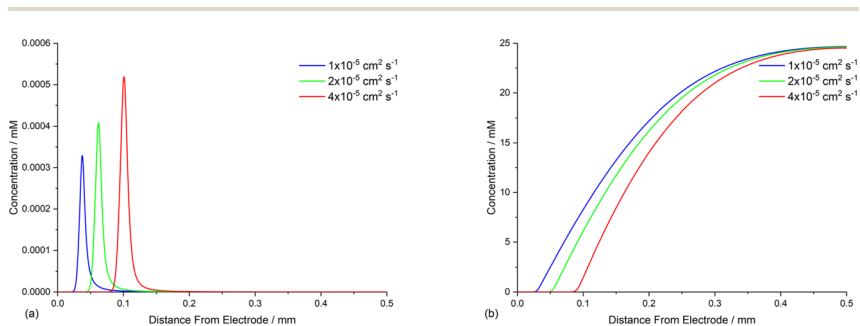 0.0006
0.0005
0.0004
0.0003
0.0002
0.0001
0.0000
Concentration / mM
1x10⁻⁵ cm² s⁻¹
2x10⁻⁵ cm² s⁻¹
4x10⁻⁵ cm² s⁻¹
(a)
0.0 0.1 0.2 0.3 0.4 0.5
Distance From Electrode / mm
25
20
15
10
5
0
Concentration / mM
1x10⁻⁵ cm² s⁻¹
2x10⁻⁵ cm² s⁻¹
4x10⁻⁵ cm² s⁻¹
(b)
0.0 0.1 0.2 0.3 0.4 0.5
Distance From Electrode / mm